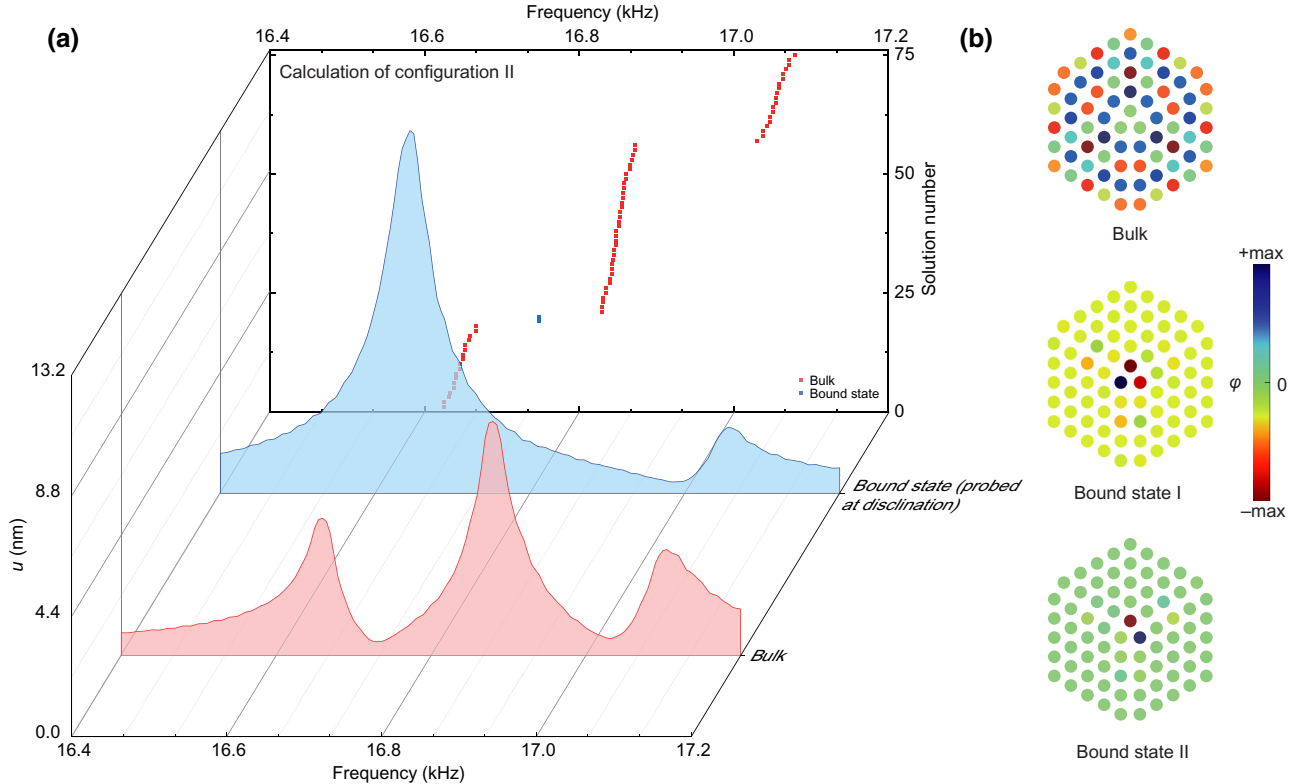 (a)
Frequency (kHz)
16.4 16.6 16.8 17.0 17.2
Calculation of configuration II
75
50
25
0
Solution number
Bulk
Bound state
13.2
8.8
4.4
0.0
u (nm)
Bound state (probed
at disclination)
Bulk
16.4 16.6 16.8 17.0 17.2
Frequency (kHz)
(b)
Bulk
+max
φ 0
–max
Bound state I
Bound state II